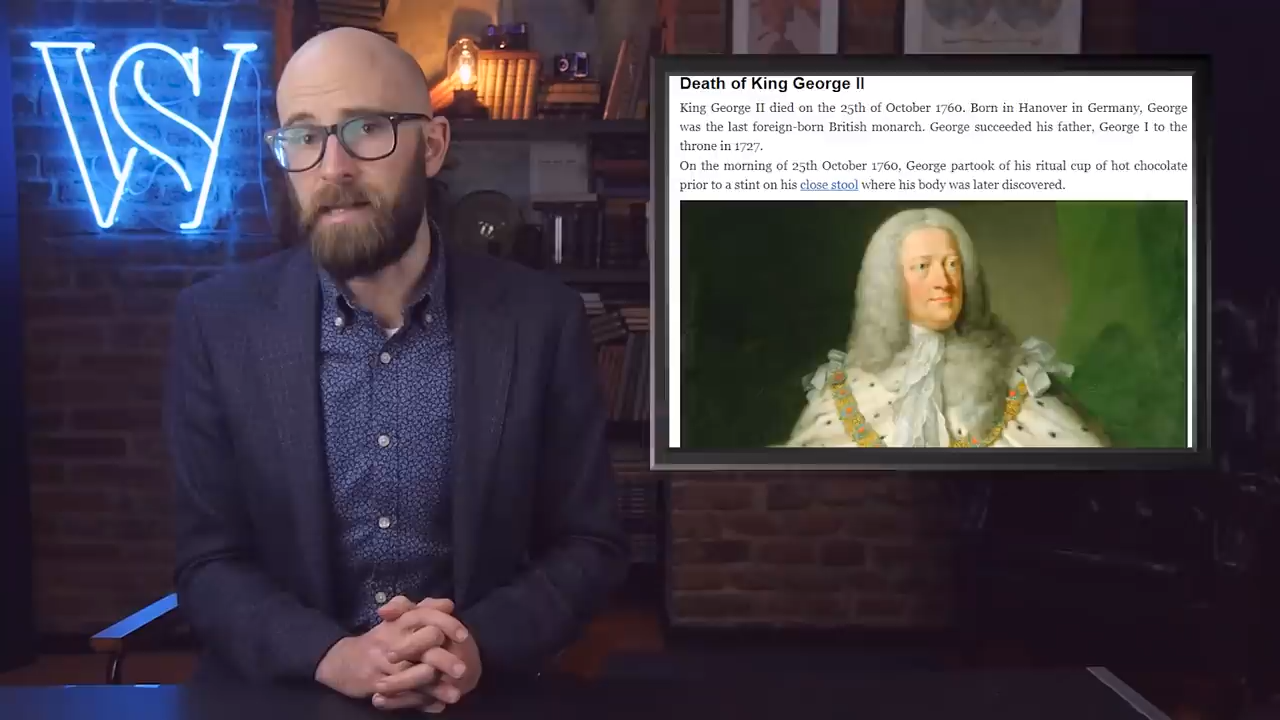 WS
Death of King George II
King George II died on the 25th of October 1760. Born in Hanover in Germany, George
was the last foreign-born British monarch. George succeeded his father, George I to the
throne in 1727.
On the morning of 25th October 1760, George partook of his ritual cup of hot chocolate
prior to a stint on his close stool where his body was later discovered.